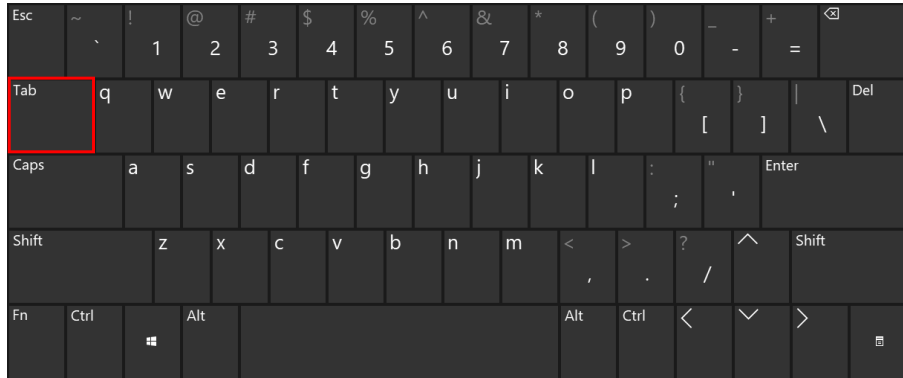 Esc ~ ` ! 1 @ 2 # 3 $ 4 % 5 ^ 6 & 7 * 8 ( 9 ) 0 _ - + =
Tab q w e r t y u i o p { [ } ] | \ Del
Caps a s d f g h j k l : ; " ' Enter
Shift z x c v b n m < , > . ? / Shift
Fn Ctrl Alt Alt Ctrl